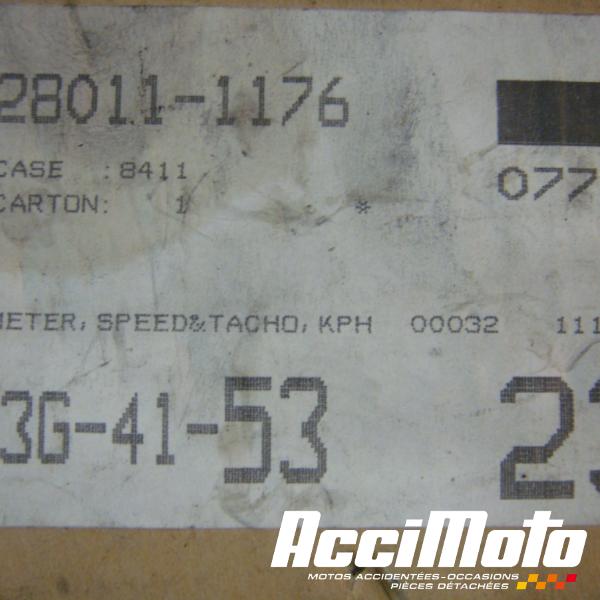 28011-1176
CASE :8411
CARTON: 1 *
077
METER, SPEED&TACHO, KPH 00032 111
3G-41-53
23
AcciMoto
MOTOS ACCIDENTÉES-OCCASIONS
PIÈCES DÉTACHÉES